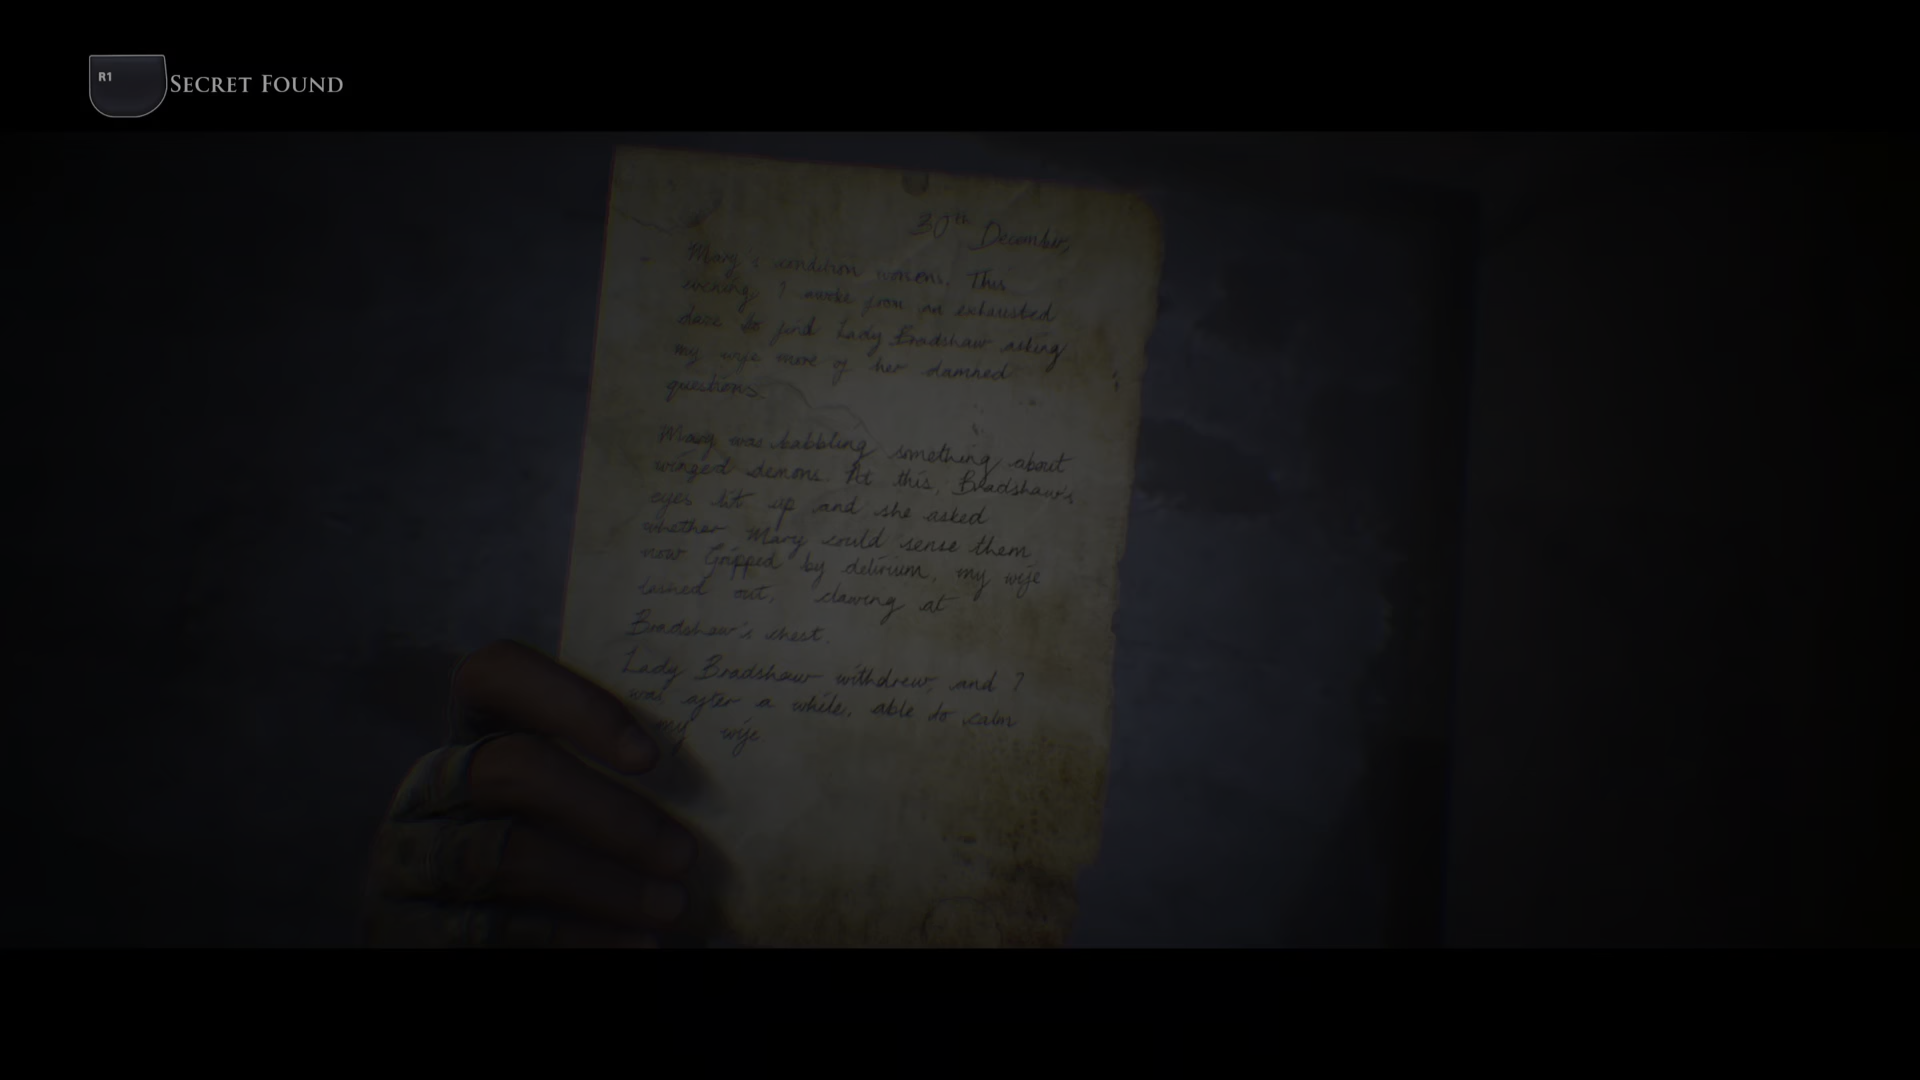 R1
Secret Found
30th December,
Mary's condition worsens. This
evening I awoke from an exhausted
daze to find Lady Bradshaw asking
my wife more of her damned
questions.
Mary was babbling something about
winged demons. At this, Bradshaw's
eyes lit up and she asked
whether Mary could sense them
now Gripped by delirium, my wife
lashed out, clawing at
Bradshaw's chest.
Lady Bradshaw withdrew, and I
was, after a while, able to calm
my wife.